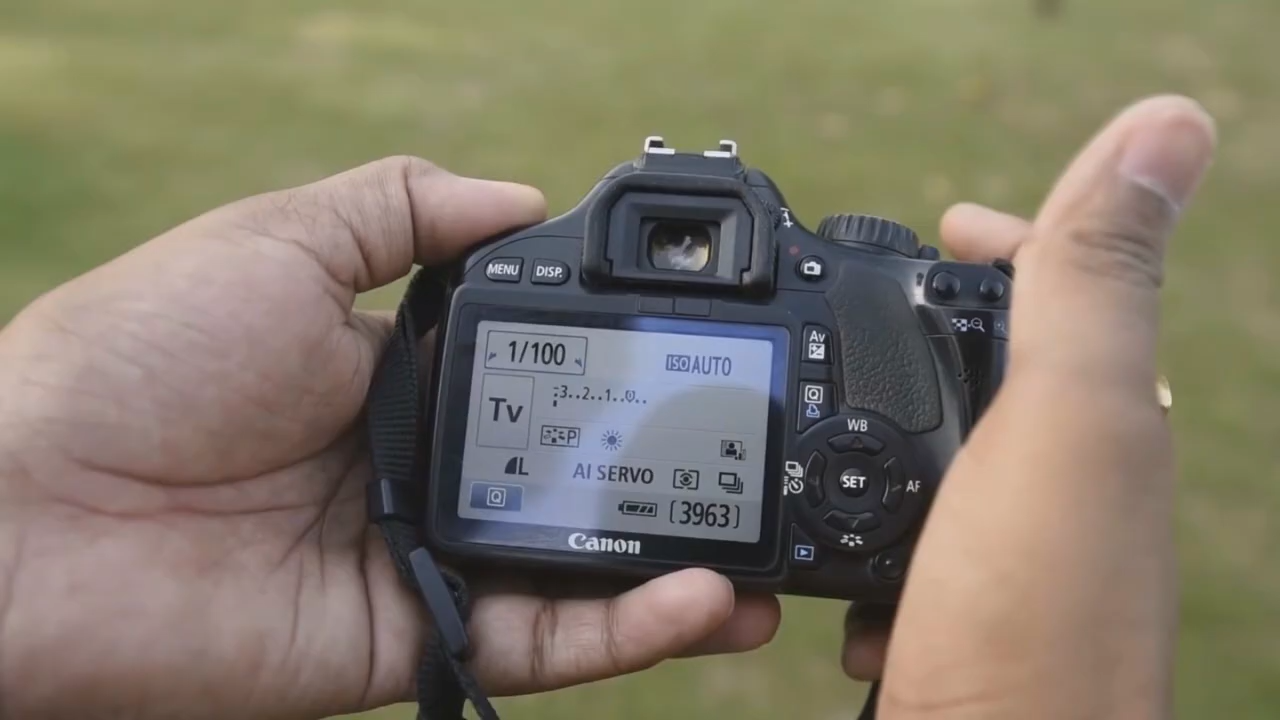 MENU DISP.
Av
1/100 ISO AUTO
Tv
-3..2..1..0..
P
Q
L AI SERVO
Q
[3963]
Canon
WB
SET
AF